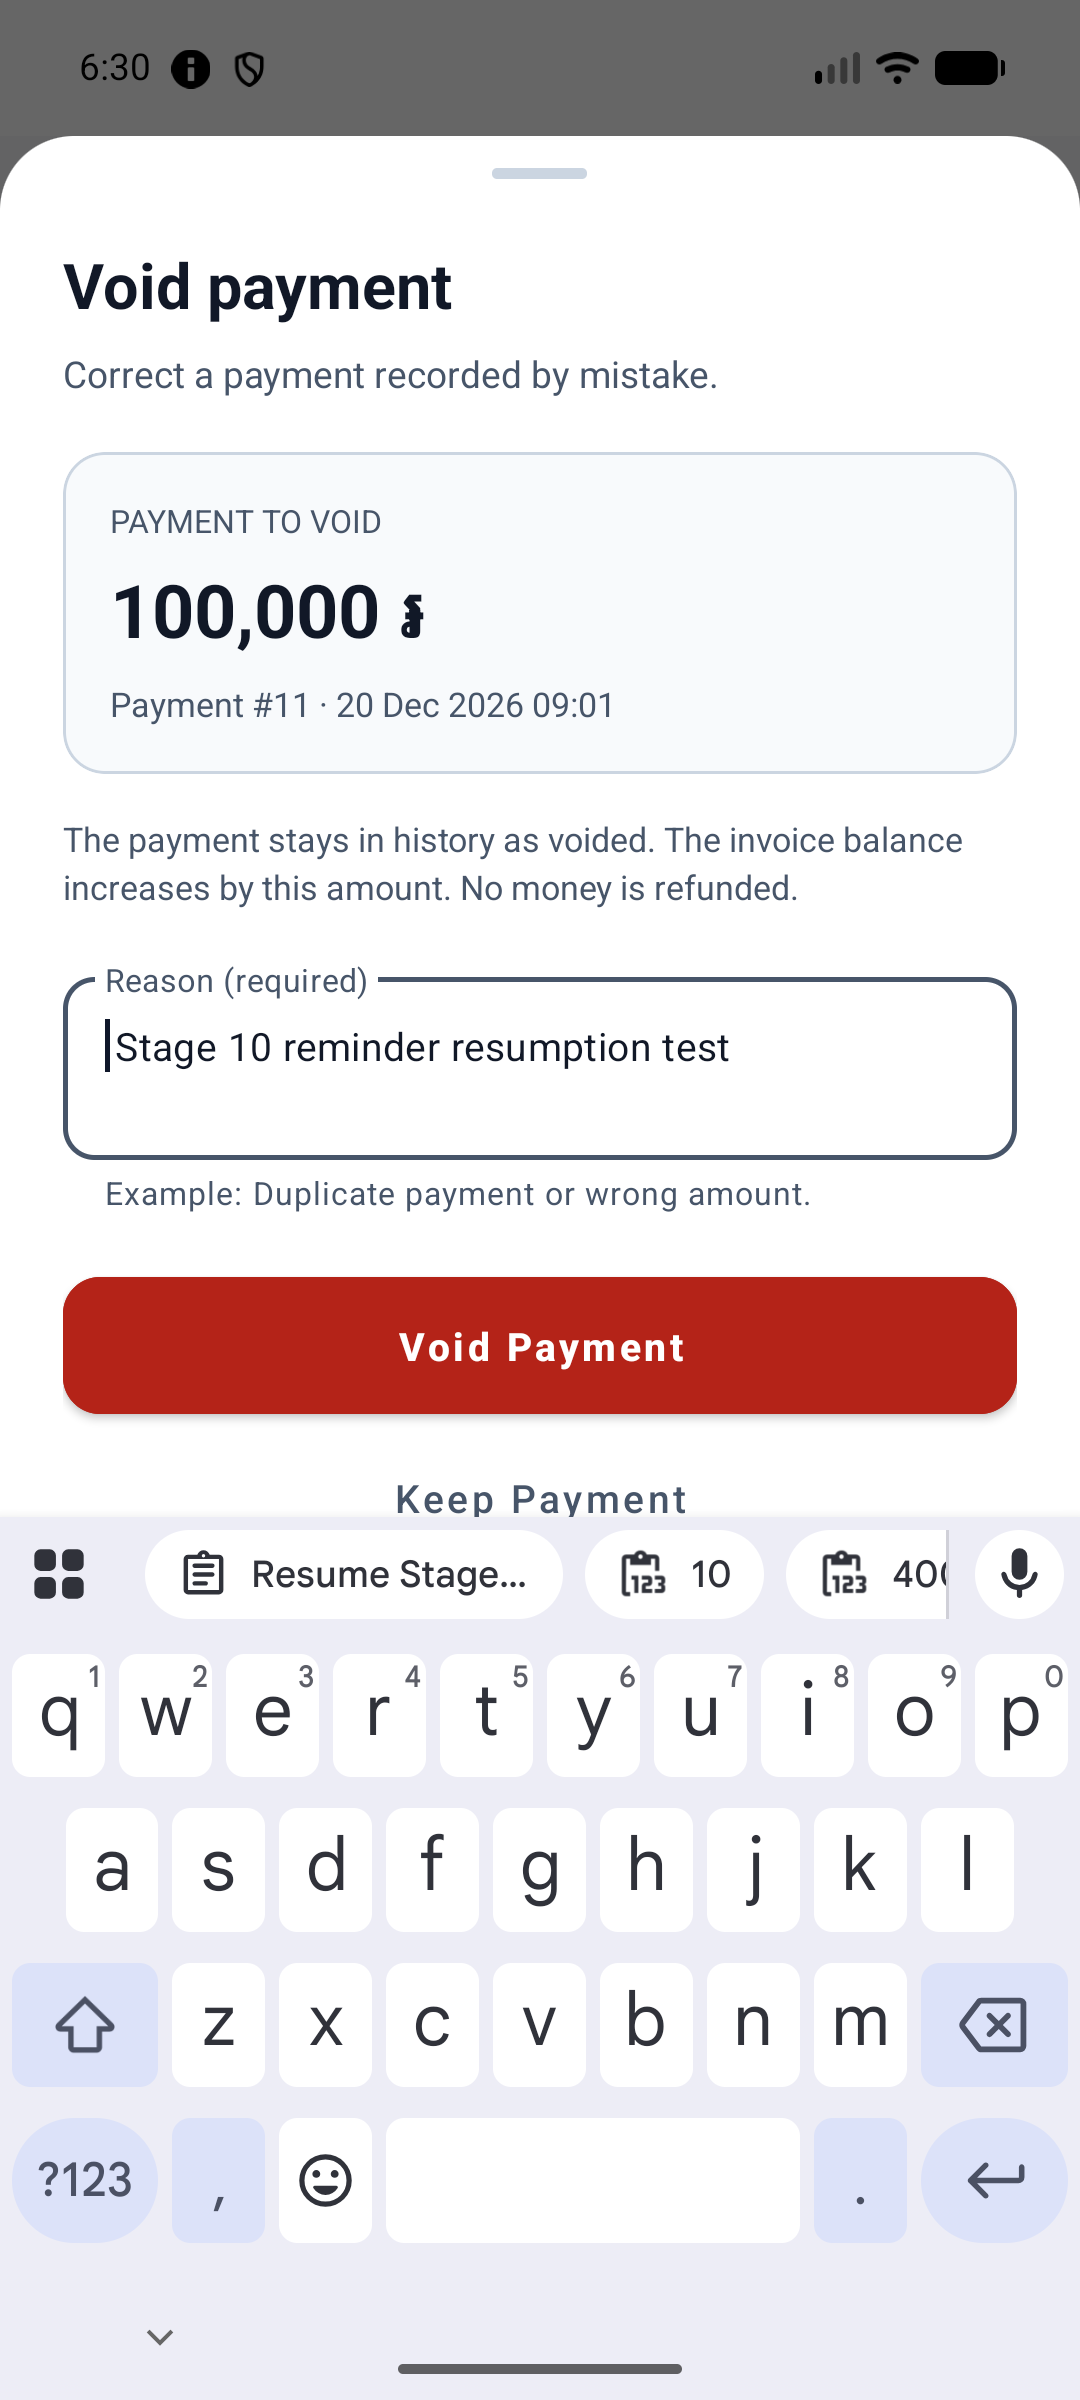 6:30
Void payment
Correct a payment recorded by mistake.
PAYMENT TO VOID
100,000
Payment #11 · 20 Dec 2026 09:01
The payment stays in history as voided. The invoice balance
increases by this amount. No money is refunded.
Reason (required)
Stage 10 reminder resumption test
Example: Duplicate payment or wrong amount.
Void Payment
Keep Payment
Resume Stage... 123 10 123
1 2 3 4 5 6 7 8 9 0
q w e r t y u i o p
a s d f g h j k l
z x c v b n m
?123 , .